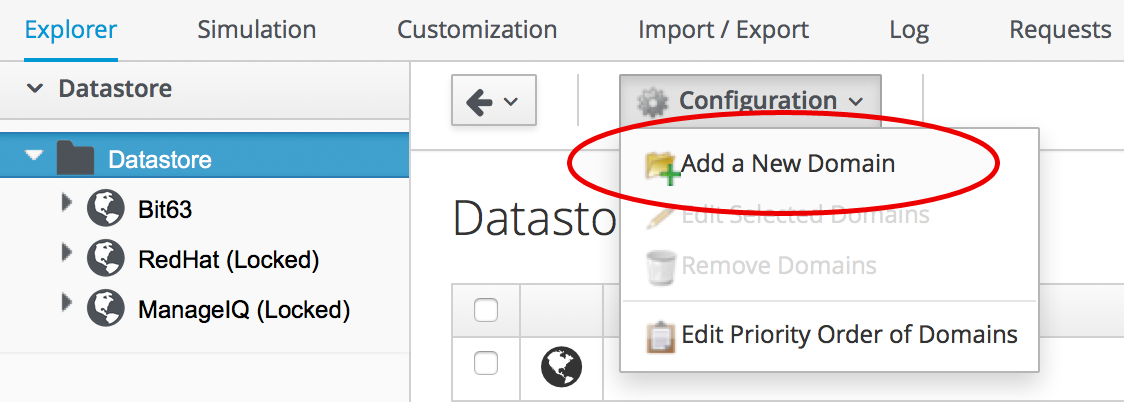 Explorer Simulation Customization Import / Export Log Requests
Datastore
Configuration
Datastore
Add a New Domain
Bit63
Datasto
Edit Selected Domains
RedHat (Locked)
Remove Domains
ManageIQ (Locked)
Edit Priority Order of Domains